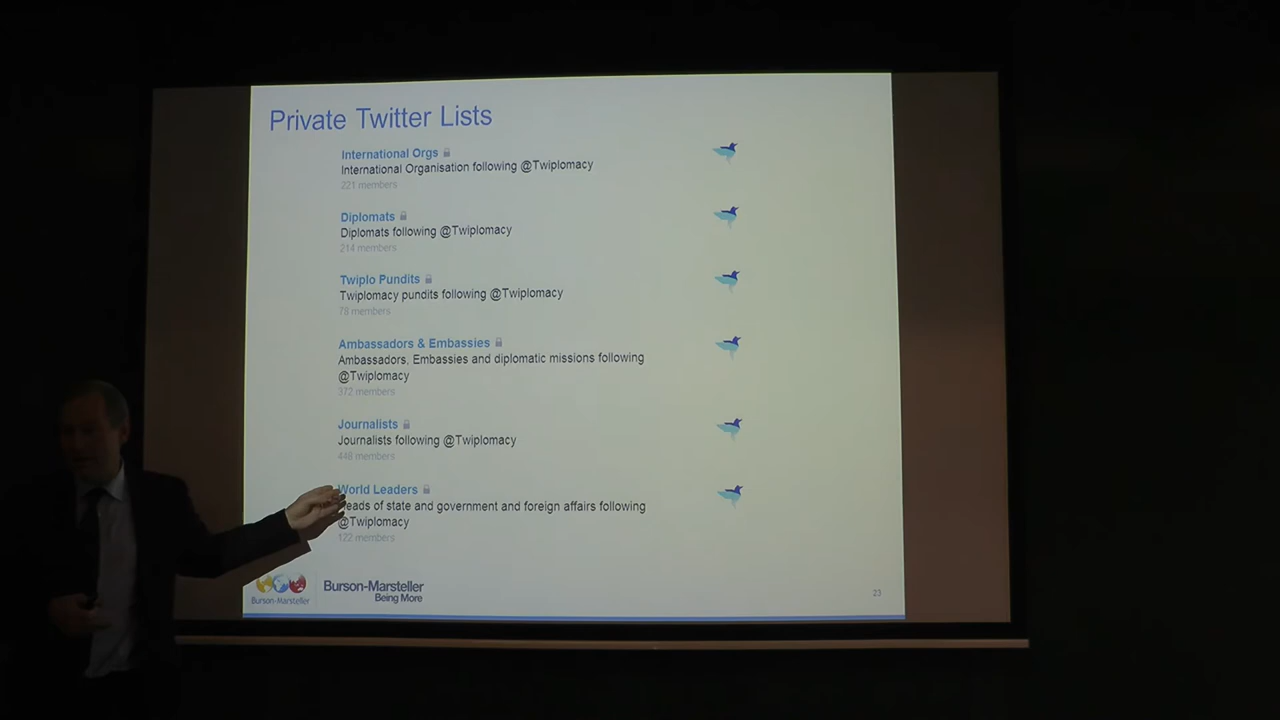 Private Twitter Lists
International Orgs
International Organisation following @Twiplomacy
221 members
Diplomats
Diplomats following @Twiplomacy
214 members
Twiplo Pundits
Twiplomacy pundits following @Twiplomacy
78 members
Ambassadors & Embassies
Ambassadors, Embassies and diplomatic missions following
@Twiplomacy
372 members
Journalists
Journalists following @Twiplomacy
448 members
World Leaders
Heads of state and government and foreign affairs following
@Twiplomacy
122 members
Burson-Marsteller
Burson-Marsteller
Being More
23